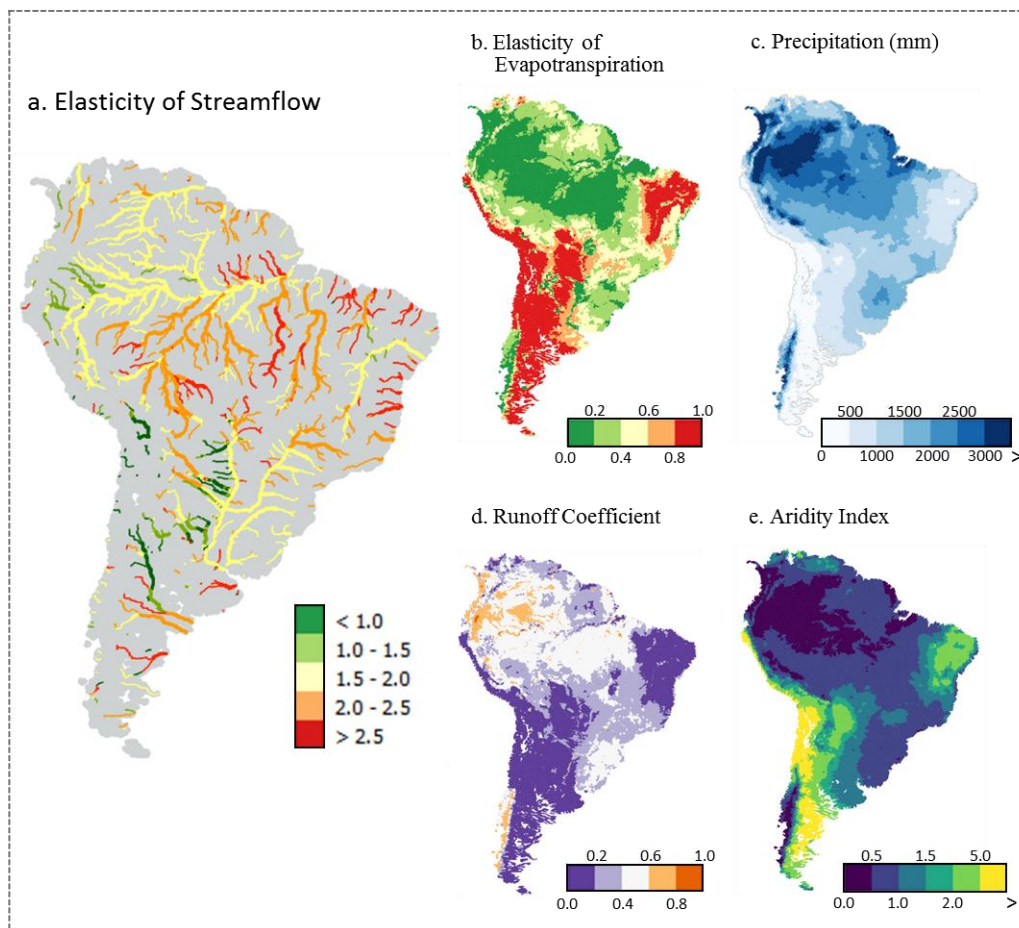 a. Elasticity of Streamflow
< 1.0
1.0 - 1.5
1.5 - 2.0
2.0 - 2.5
> 2.5
b. Elasticity of
Evapotranspiration
0.2 0.6 1.0
0.0 0.4 0.8
c. Precipitation (mm)
500 1500 2500
0 1000 2000 3000 >
d. Runoff Coefficient
0.2 0.6 1.0
0.0 0.4 0.8
e. Aridity Index
0.5 1.5 5.0
0.0 1.0 2.0 >